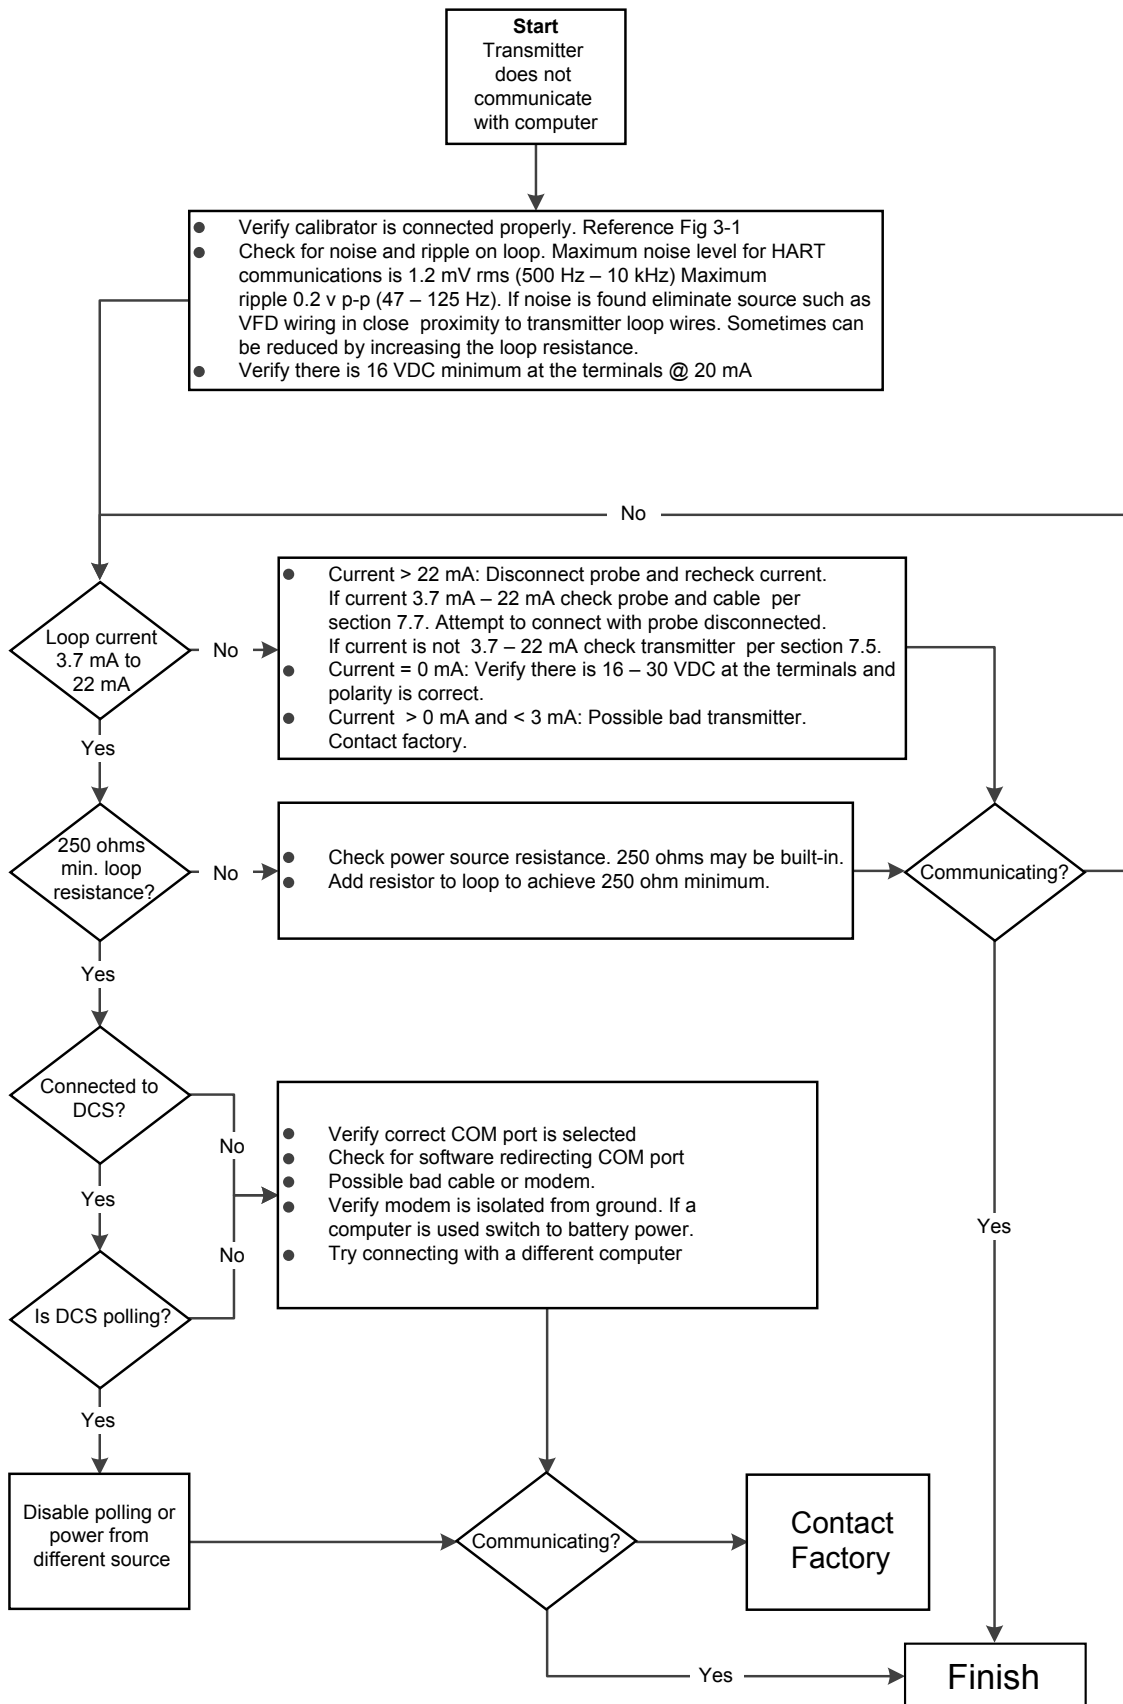 Start
Transmitter
does not
communicate
with computer
● Verify calibrator is connected properly. Reference Fig 3-1
● Check for noise and ripple on loop. Maximum noise level for HART
communications is 1.2 mV rms (500 Hz – 10 kHz) Maximum
ripple 0.2 v p-p (47 – 125 Hz). If noise is found eliminate source such as
VFD wiring in close proximity to transmitter loop wires. Sometimes can
be reduced by increasing the loop resistance.
● Verify there is 16 VDC minimum at the terminals @ 20 mA
No
Loop current
3.7 mA to
22 mA
No
● Current > 22 mA: Disconnect probe and recheck current.
If current 3.7 mA – 22 mA check probe and cable per
section 7.7. Attempt to connect with probe disconnected.
If current is not 3.7 – 22 mA check transmitter per section 7.5.
● Current = 0 mA: Verify there is 16 – 30 VDC at the terminals and
polarity is correct.
● Current > 0 mA and < 3 mA: Possible bad transmitter.
Contact factory.
Yes
250 ohms
min. loop
resistance?
No
● Check power source resistance. 250 ohms may be built-in.
● Add resistor to loop to achieve 250 ohm minimum.
Communicating?
Yes
Connected to
DCS?
No
● Verify correct COM port is selected
● Check for software redirecting COM port
● Possible bad cable or modem.
● Verify modem is isolated from ground. If a
computer is used switch to battery power.
● Try connecting with a different computer
Yes
Yes
No
Is DCS polling?
Yes
Disable polling or
power from
different source
Communicating?
Contact
Factory
Yes
Finish